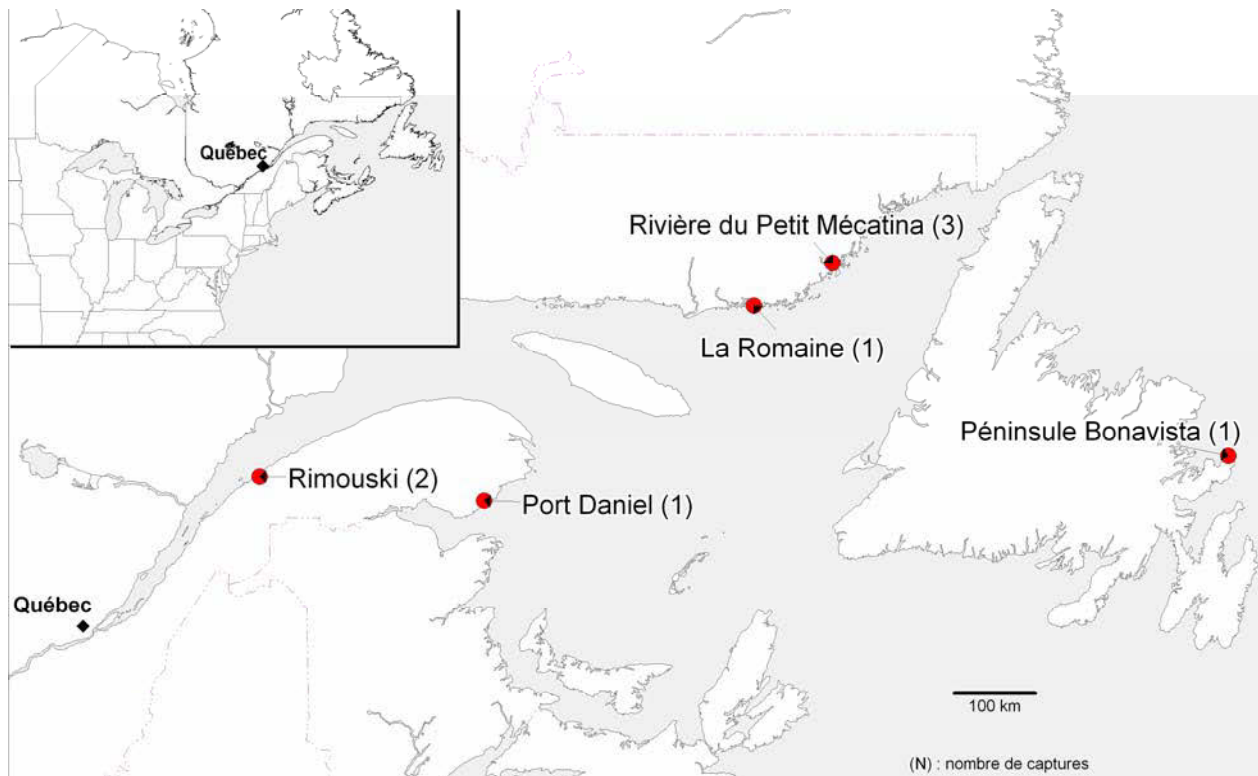 Québec
Rivière du Petit Mécatina (3)
La Romaine (1)
Péninsule Bonavista (1)
Rimouski (2)
Port Daniel (1)
Québec
100 km
(N) : nombre de captures